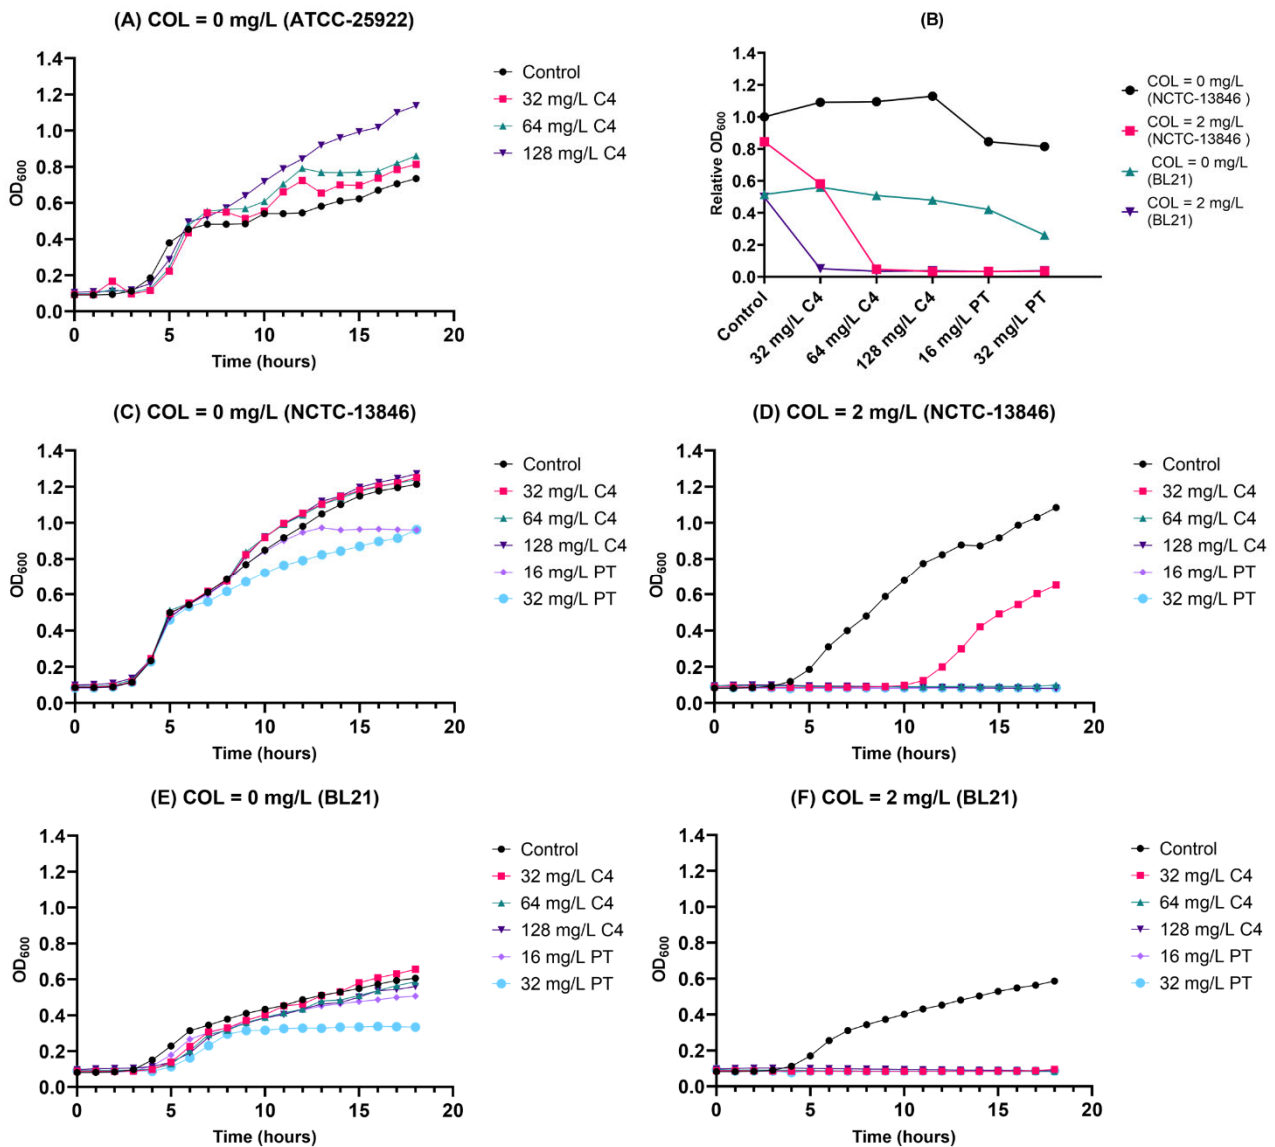 (A) COL = 0 mg/L (ATCC-25922)
1.4
1.2
1.0
0.8
0.6
0.4
0.2
0.0
OD600
0
5
10
15
20
Time (hours)
Control
32 mg/L C4
64 mg/L C4
128 mg/L C4
(B)
1.4
1.2
1.0
0.8
0.6
0.4
0.2
0.0
Relative OD600
Control
32 mg/L C4
64 mg/L C4
128 mg/L C4
16 mg/L PT
32 mg/L PT
COL = 0 mg/L
(NCTC-13846 )
COL = 2 mg/L
(NCTC-13846 )
COL = 0 mg/L
(BL21)
COL = 2 mg/L
(BL21)
(C) COL = 0 mg/L (NCTC-13846)
1.4
1.2
1.0
0.8
0.6
0.4
0.2
0.0
OD600
0
5
10
15
20
Time (hours)
Control
32 mg/L C4
64 mg/L C4
128 mg/L C4
16 mg/L PT
32 mg/L PT
(D) COL = 2 mg/L (NCTC-13846)
1.4
1.2
1.0
0.8
0.6
0.4
0.2
0.0
OD600
0
5
10
15
20
Time (hours)
Control
32 mg/L C4
64 mg/L C4
128 mg/L C4
16 mg/L PT
32 mg/L PT
(E) COL = 0 mg/L (BL21)
1.4
1.2
1.0
0.8
0.6
0.4
0.2
0.0
OD600
0
5
10
15
20
Time (hours)
Control
32 mg/L C4
64 mg/L C4
128 mg/L C4
16 mg/L PT
32 mg/L PT
(F) COL = 2 mg/L (BL21)
1.4
1.2
1.0
0.8
0.6
0.4
0.2
0.0
OD600
0
5
10
15
20
Time (hours)
Control
32 mg/L C4
64 mg/L C4
128 mg/L C4
16 mg/L PT
32 mg/L PT